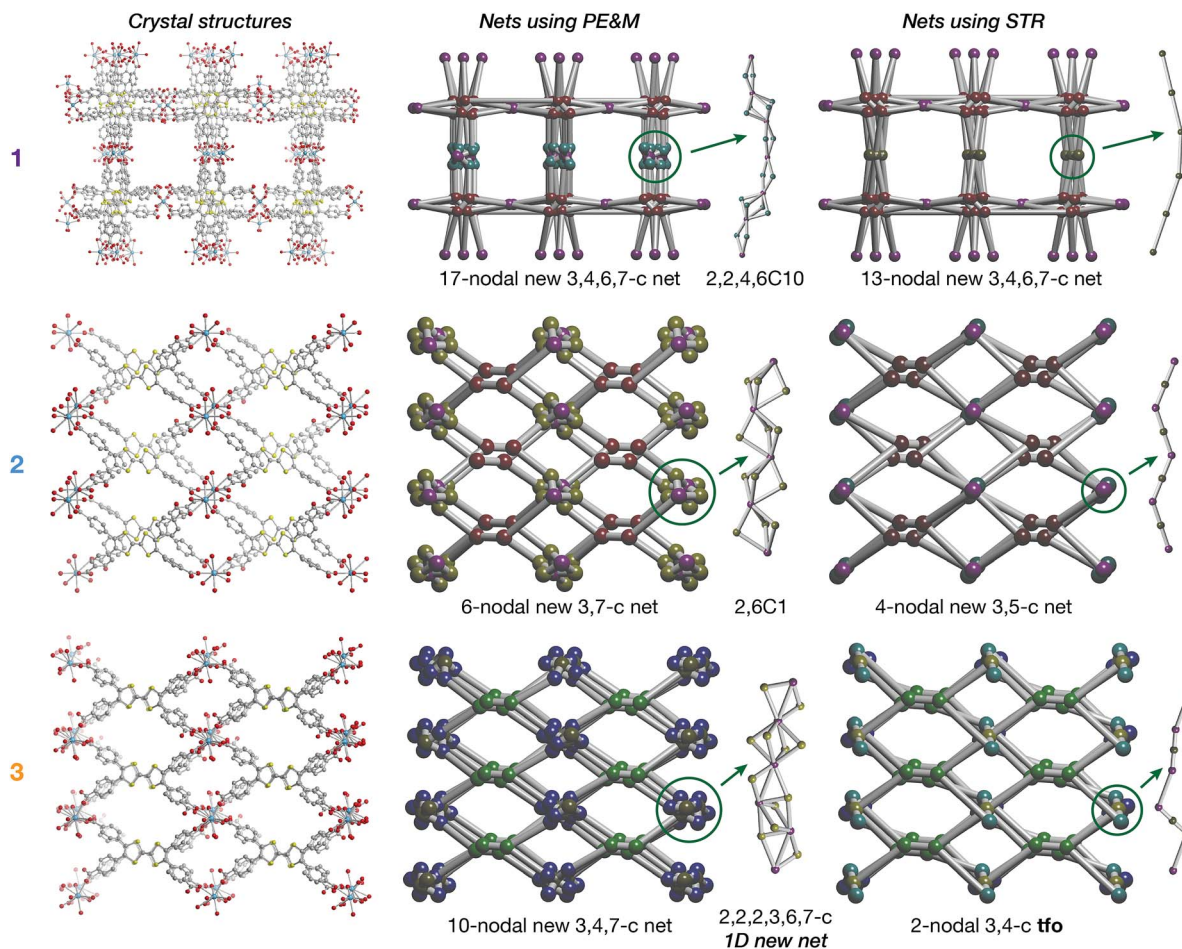 Crystal structures
Nets using PE&M
Nets using STR
1
17-nodal new 3,4,6,7-c net
2,2,4,6C10
13-nodal new 3,4,6,7-c net
2
6-nodal new 3,7-c net
2,6C1
4-nodal new 3,5-c net
3
10-nodal new 3,4,7-c net
2,2,2,3,6,7-c
1D new net
2-nodal 3,4-c tfo